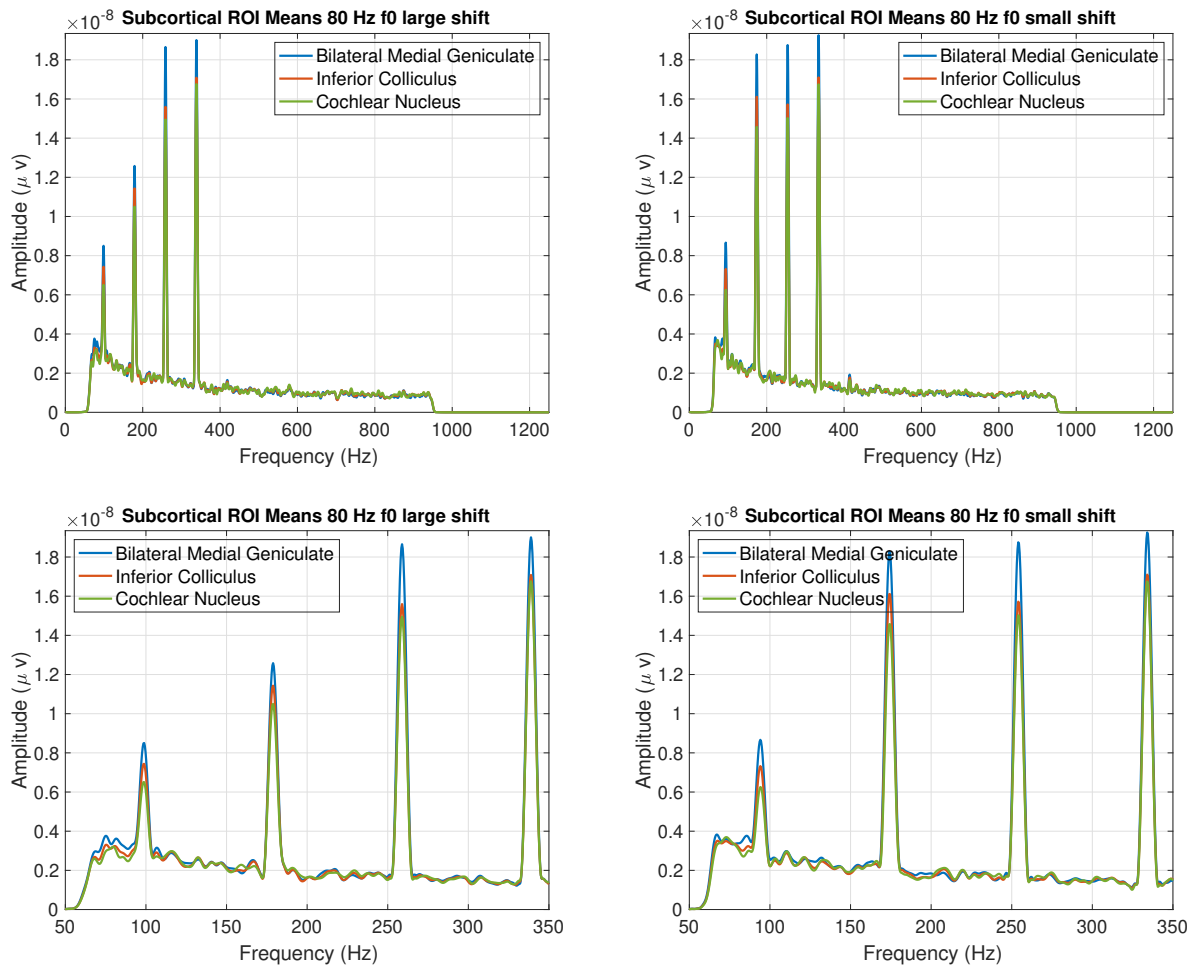 ×10⁻⁸ Subcortical ROI Means 80 Hz f0 large shift
Bilateral Medial Geniculate
Inferior Colliculus
Cochlear Nucleus
Amplitude (μ v)
1.8
1.6
1.4
1.2
1
0.8
0.6
0.4
0.2
0
0 200 400 600 800 1000 1200
Frequency (Hz)
×10⁻⁸ Subcortical ROI Means 80 Hz f0 small shift
Bilateral Medial Geniculate
Inferior Colliculus
Cochlear Nucleus
Amplitude (μ v)
1.8
1.6
1.4
1.2
1
0.8
0.6
0.4
0.2
0
0 200 400 600 800 1000 1200
Frequency (Hz)
×10⁻⁸ Subcortical ROI Means 80 Hz f0 large shift
Bilateral Medial Geniculate
Inferior Colliculus
Cochlear Nucleus
Amplitude (μ v)
1.8
1.6
1.4
1.2
1
0.8
0.6
0.4
0.2
0
50 100 150 200 250 300 350
Frequency (Hz)
×10⁻⁸ Subcortical ROI Means 80 Hz f0 small shift
Bilateral Medial Geniculate
Inferior Colliculus
Cochlear Nucleus
Amplitude (μ v)
1.8
1.6
1.4
1.2
1
0.8
0.6
0.4
0.2
0
50 100 150 200 250 300 350
Frequency (Hz)